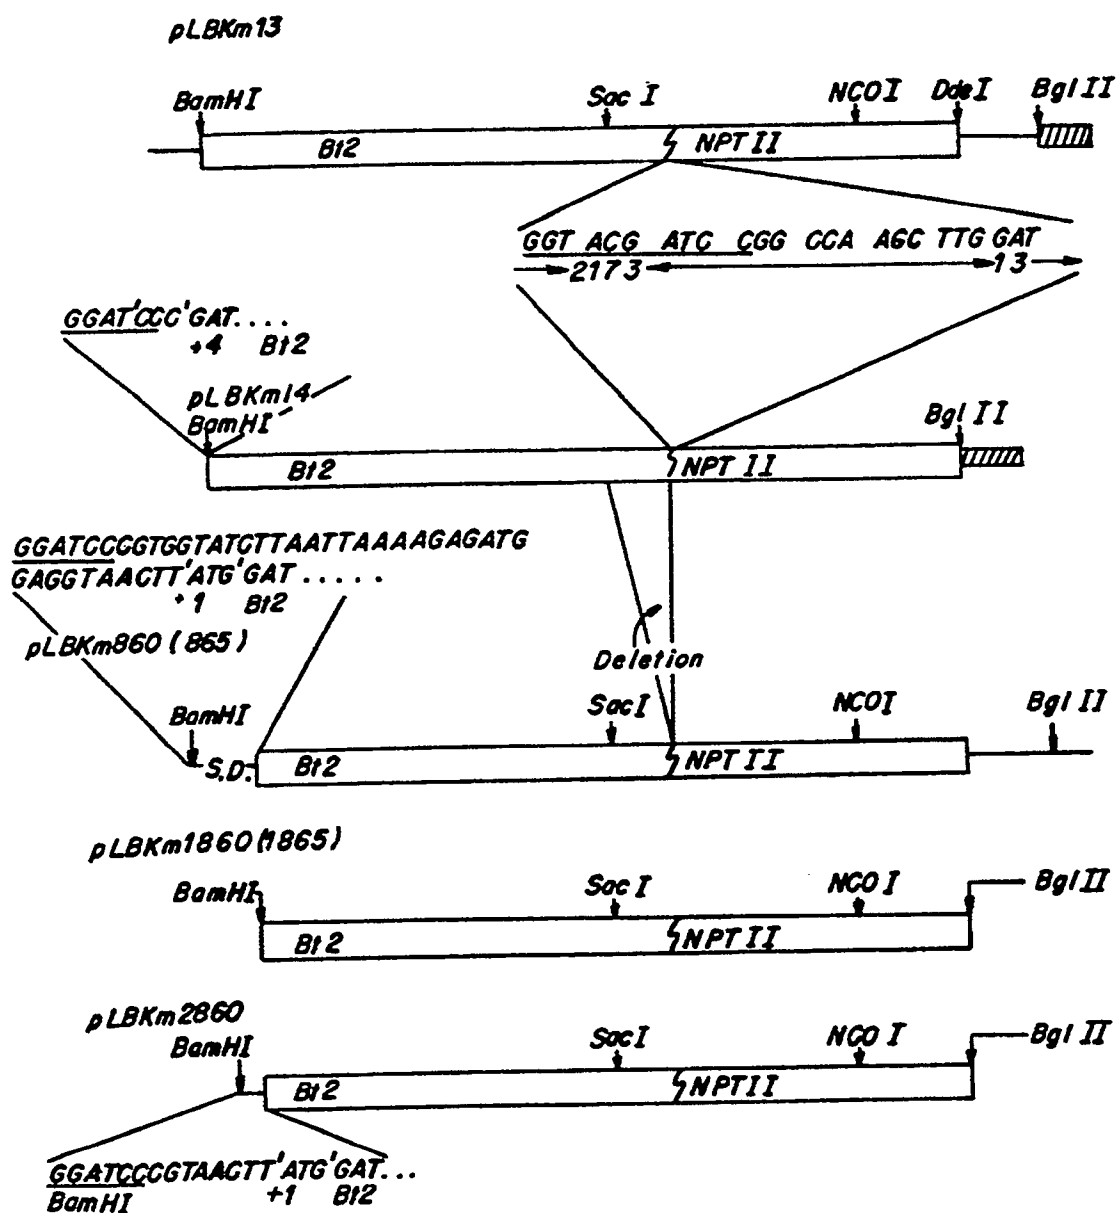 pLBKm13
BamHI Sac I NCOI DdeI Bgl II
Bt2 NPT II
GGT ACG ATC CGG CCA AGC TTG GAT
2173 13
GGAT'CCC'GAT....
+4 Bt2
pLBKm14
BamHI Bgl II
Bt2 NPT II
GGATCCCGTGGTATCTTAATTAAAAGAGATG
GAGGTAACTT'ATG'GAT.....
+1 Bt2
pLBKm860 (865)
Deletion
BamHI SacI NCOI Bgl II
S.D. Bt2 NPT II
pLBKm1860(1865)
BamHI Sac I NCO I Bgl II
Bt2 NPT II
pLBKm2860
BamHI SacI NCO I Bgl II
Bt2 NPTII
GGATCCCGTAACTT'ATG'GAT...
BamHI +1 Bt2